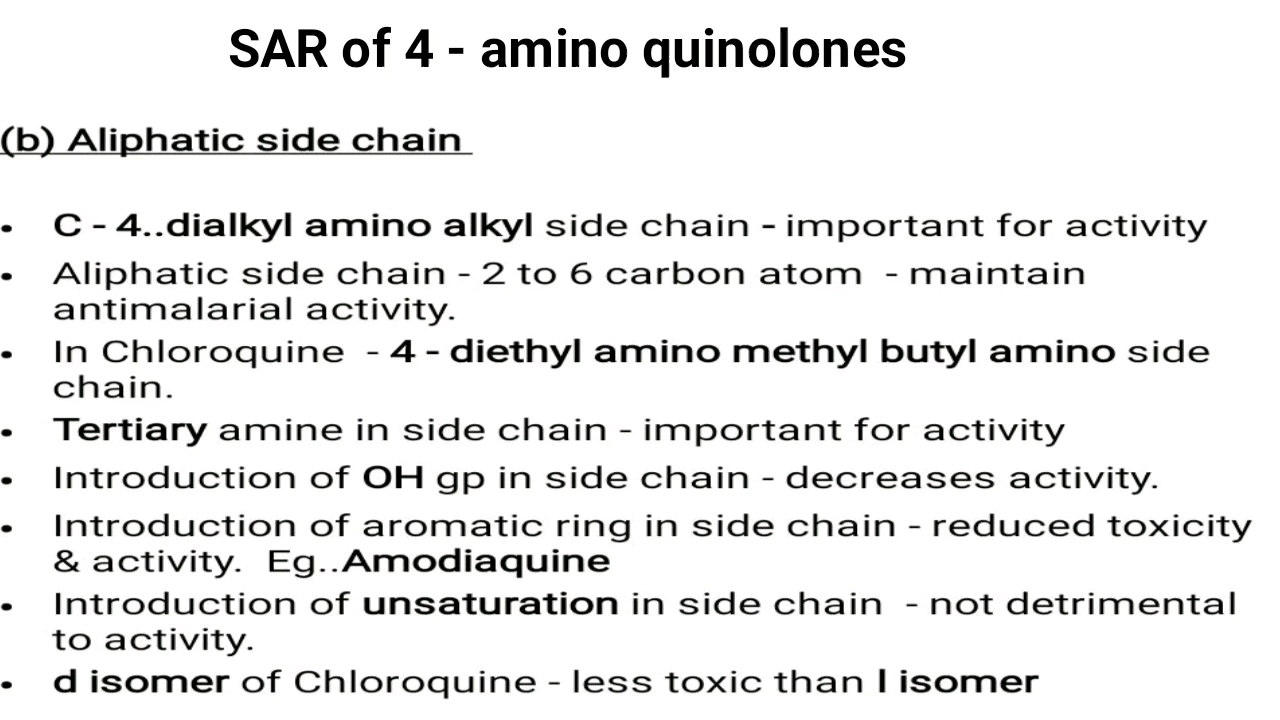 SAR of 4 - amino quinolones
(b) Aliphatic side chain
• C - 4..dialkyl amino alkyl side chain - important for activity
• Aliphatic side chain - 2 to 6 carbon atom - maintain
antimalarial activity.
• In Chloroquine - 4 - diethyl amino methyl butyl amino side
chain.
• Tertiary amine in side chain - important for activity
• Introduction of OH gp in side chain - decreases activity.
• Introduction of aromatic ring in side chain - reduced toxicity
& activity. Eg..Amodiaquine
• Introduction of unsaturation in side chain - not detrimental
to activity.
• d isomer of Chloroquine - less toxic than l isomer